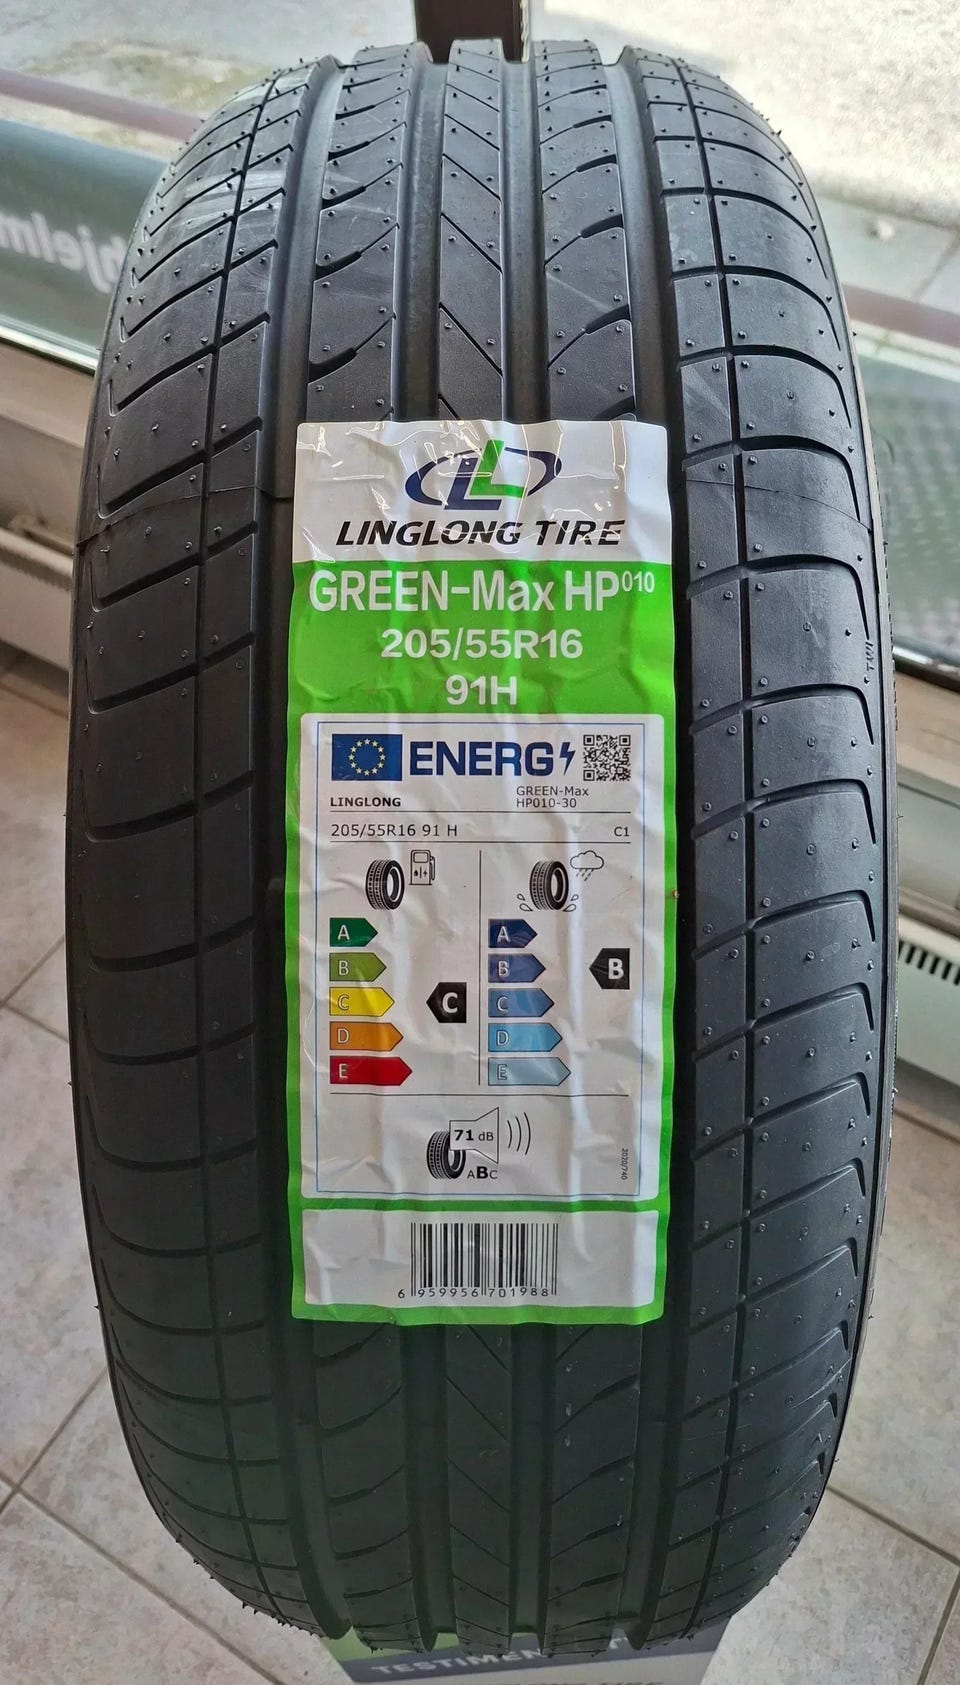 LINGLONG TIRE
GREEN-Max HP010
205/55R16
91H
ENERG
LINGLONG
GREEN-Max
HP010-30
205/55R16 91 H
C1
A
B
C
D
E
C
A
B
C
D
E
B
71 dB
ABC
2020/740
6 959956 701988
TWI